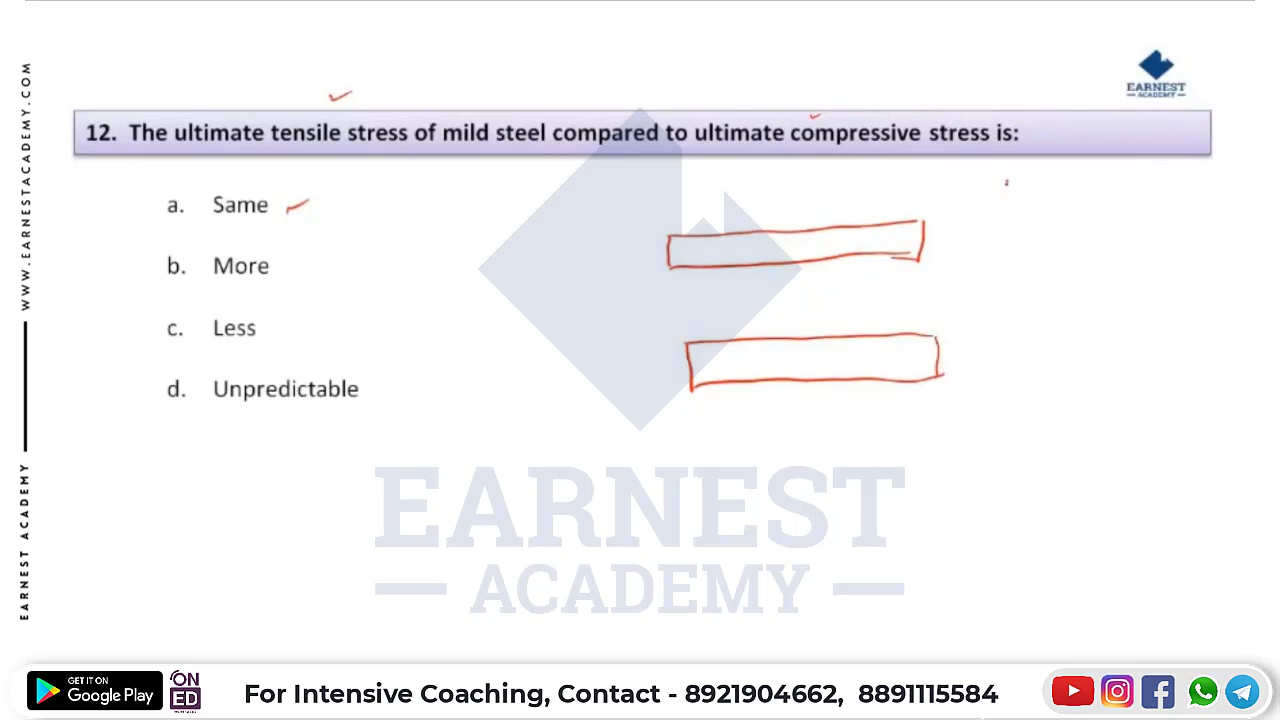 WWW.EARNESTACADEMY.COM
EARNEST ACADEMY
EARNEST
ACADEMY
12. The ultimate tensile stress of mild steel compared to ultimate compressive stress is:
a. Same
b. More
c. Less
d. Unpredictable
EARNEST
ACADEMY
GET IT ON
Google Play
ON
ED
For Intensive Coaching, Contact - 8921904662, 8891115584